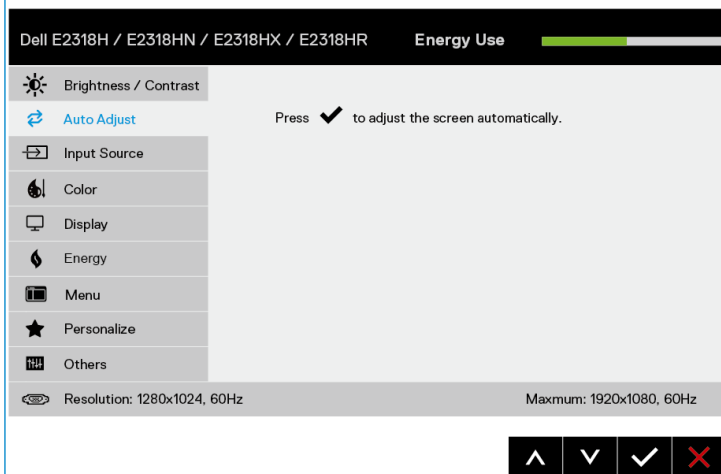 Dell E2318H / E2318HN / E2318HX / E2318HR Energy Use
Brightness / Contrast
Auto Adjust
Press to adjust the screen automatically.
Input Source
Color
Display
Energy
Menu
Personalize
Others
Resolution: 1280x1024, 60Hz Maxmum: 1920x1080, 60Hz